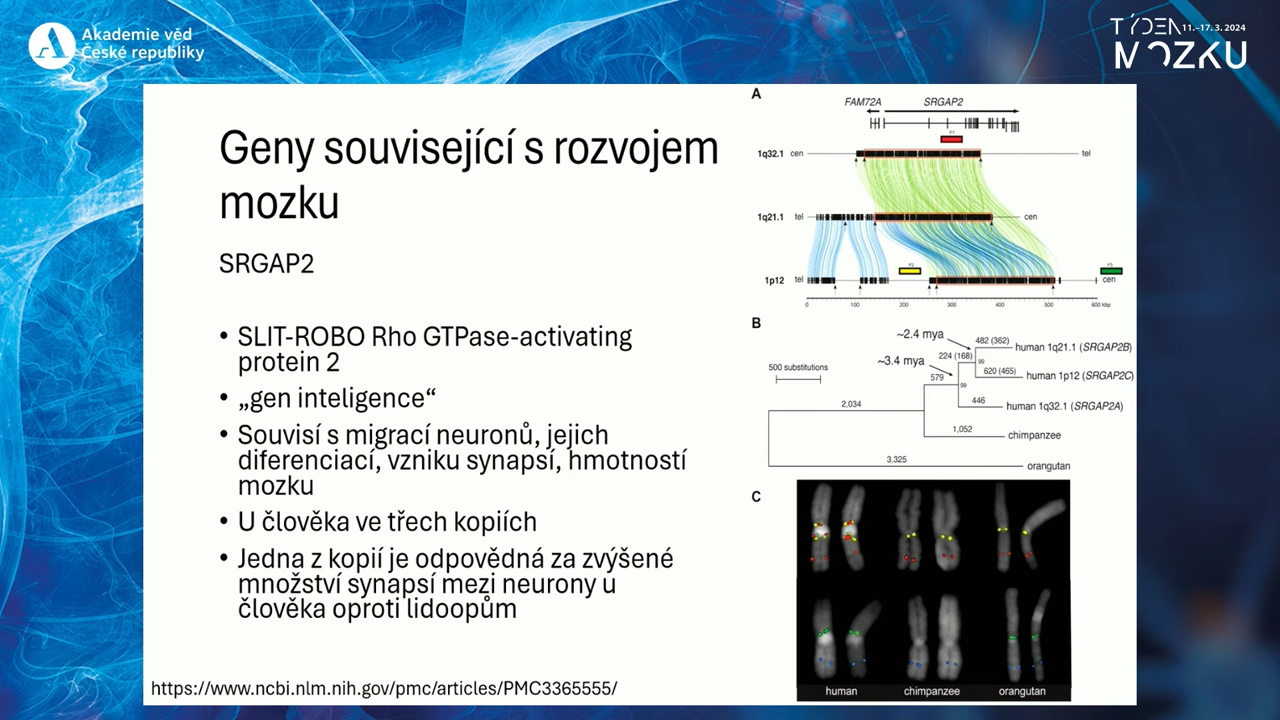 Akademie věd
České republiky
TÝDEN 11.–17. 3. 2024
MOZKU
Geny související s rozvojem
mozku
SRGAP2
• SLIT-ROBO Rho GTPase-activating
protein 2
• „gen inteligence“
• Souvisí s migrací neuronů, jejich
diferenciací, vzniku synapsí, hmotností
mozku
• U člověka ve třech kopiích
• Jedna z kopií je odpovědná za zvýšené
množství synapsí mezi neurony u
člověka oproti lidoopům
https://www.ncbi.nlm.nih.gov/pmc/articles/PMC3365555/
A
FAM72A SRGAP2
1q32.1 cen tel
1q21.1 tel cen
1p12 tel cen
0 100 200 300 400 500 600 kbp
B
~2.4 mya
482 (362)
human 1q21.1 (SRGAP2B)
~3.4 mya
224 (168)
99
500 substitutions
579
620 (465)
human 1p12 (SRGAP2C)
99
2,034
446
human 1q32.1 (SRGAP2A)
1,052
chimpanzee
3,325
orangutan
C
human chimpanzee orangutan